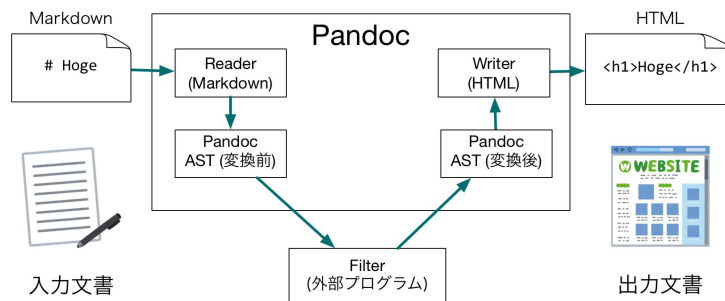 Markdown
# Hoge
入力文書
Pandoc
Reader
(Markdown)
Pandoc
AST (変換前)
Filter
(外部プログラム)
Pandoc
AST (変換後)
Writer
(HTML)
HTML
<h1>Hoge</h1>
W WEBSITE
出力文書